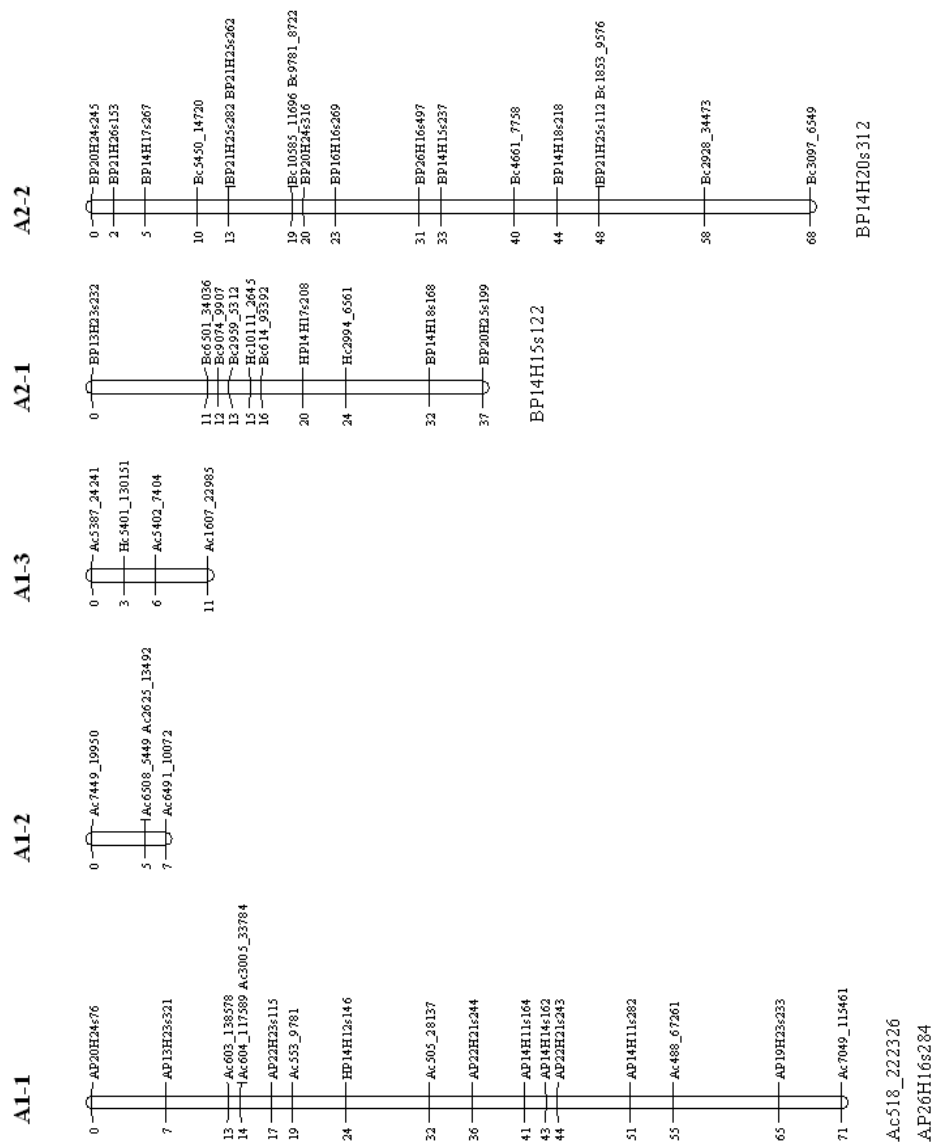 A1-1
0 AP20H24s76
7 AP13H23s321
13 Ac603_138578
14 Ac604_117589 Ac3005_33784
17 AP22H23s115
19 Ac553_9781
24 HP14H12s146
32 Ac505_28137
36 AP22H21s244
41 AP14H11s164
43 AP14H14s162
44 AP22H21s243
51 AP14H11s282
55 Ac488_67261
65 AP19H23s233
71 Ac7049_115461
Ac518_222326
AP26H16s284
A1-2
0 Ac7449_19950
5 Ac6508_5449 Ac2625_13492
7 Ac6491_10072
A1-3
0 Ac5387_24241
3 Hc5401_130151
6 Ac5402_7404
11 Ac1607_22985
A2-1
0 BP13H23s232
11 Bc6501_34036
12 Bc9074_9907
13 Bc2959_5312
15 Hc10111_2645
16 Bc614_93392
20 HP14H17s208
24 Hc2994_6561
32 BP14H18s168
37 BP20H25s199
BP14H15s122
A2-2
0 BP20H24s245
2 BP21H26s153
5 BP14H17s267
10 Bc5450_14720
13 BP21H25s282 BP21H25s262
19 Bc10585_11696 Bc9781_8722
20 BP20H24s316
23 BP16H16s269
31 BP26H16s497
33 BP14H15s237
40 Bc4661_7758
44 BP14H18s218
48 BP21H25s112 Bc1853_9576
58 Bc2928_34473
68 Bc3097_6549
BP14H20s312